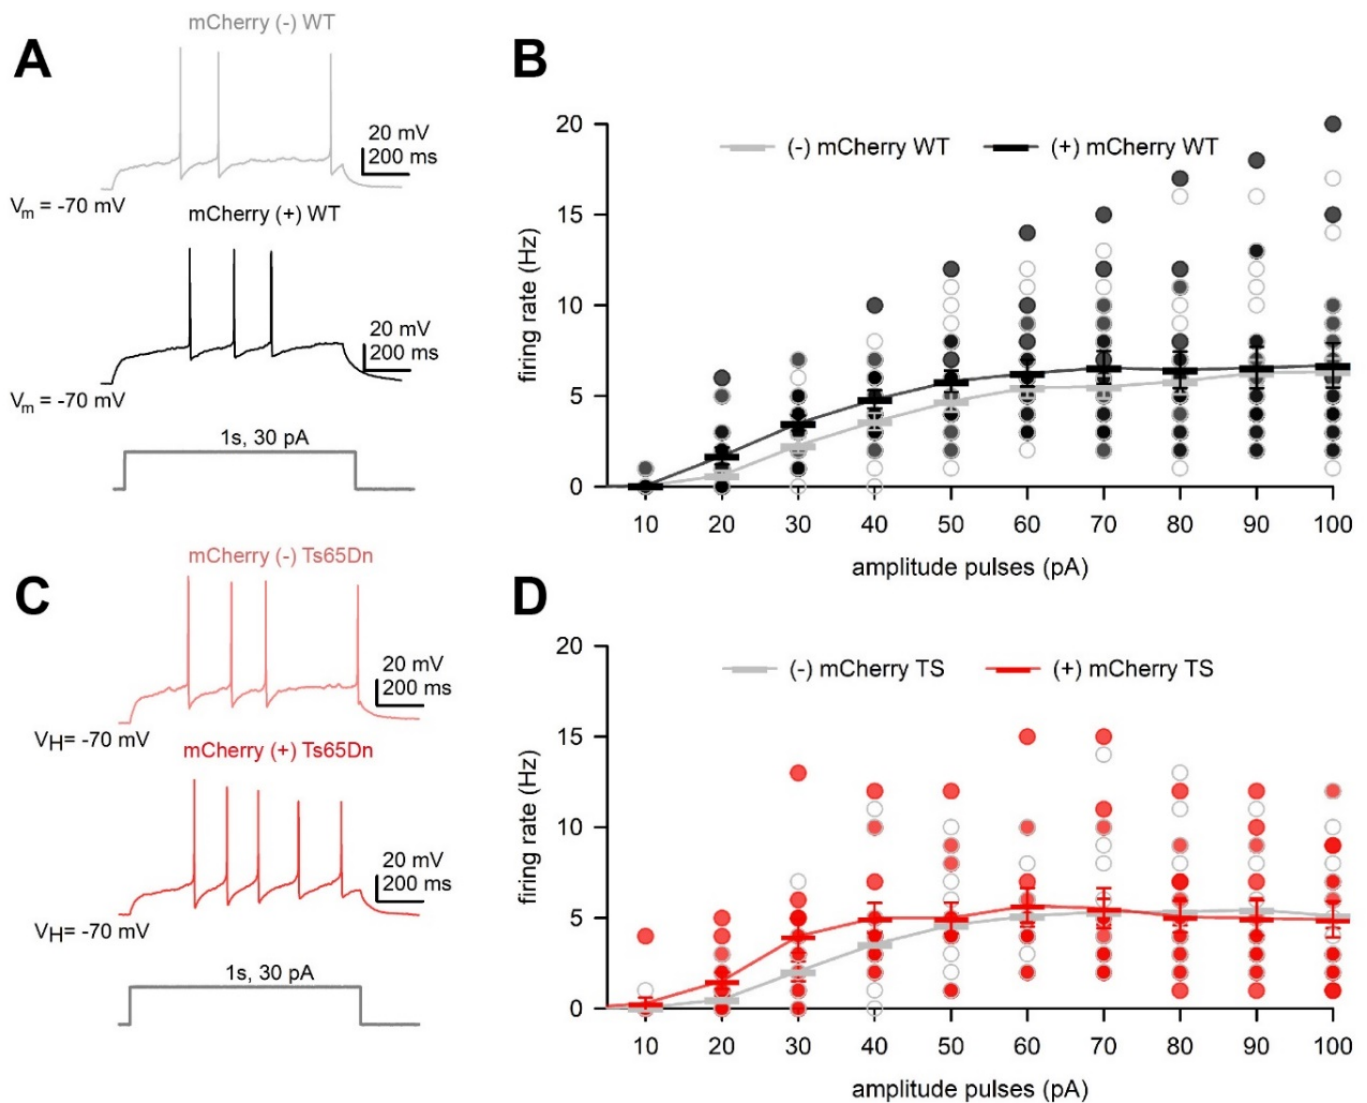 A
mCherry (-) WT
20 mV
200 ms
Vm = -70 mV
mCherry (+) WT
20 mV
200 ms
Vm = -70 mV
1s, 30 pA
B
(-) mCherry WT
(+) mCherry WT
firing rate (Hz)
20
15
10
5
0
10 20 30 40 50 60 70 80 90 100
amplitude pulses (pA)
C
mCherry (-) Ts65Dn
20 mV
200 ms
VH= -70 mV
mCherry (+) Ts65Dn
20 mV
200 ms
VH= -70 mV
1s, 30 pA
D
(-) mCherry TS
(+) mCherry TS
firing rate (Hz)
20
15
10
5
0
10 20 30 40 50 60 70 80 90 100
amplitude pulses (pA)